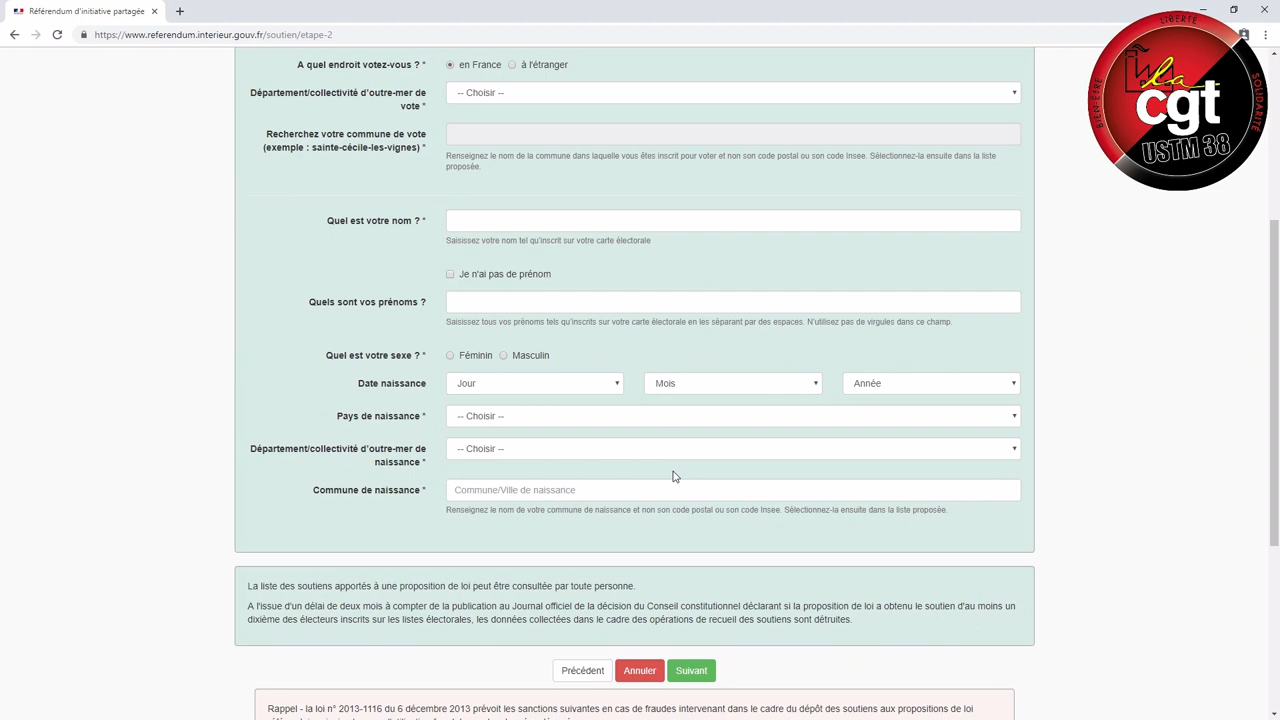 Référendum d'initiative partagée
https://www.referendum.interieur.gouv.fr/soutien/etape-2
LIBERTÉ
BIEN-ÊTRE
SOLIDARITÉ
la
cgt
USTM 38
A quel endroit votez-vous ? * en France à l'étranger
Département/collectivité d'outre-mer de -- Choisir --
vote *
Recherchez votre commune de vote
(exemple : sainte-cécile-les-vignes) *
Renseignez le nom de la commune dans laquelle vous êtes inscrit pour voter et non son code postal ou son code Insee. Sélectionnez-la ensuite dans la liste
proposée.
Quel est votre nom ? *
Saisissez votre nom tel qu'inscrit sur votre carte électorale
Je n'ai pas de prénom
Quels sont vos prénoms ?
Saisissez tous vos prénoms tels qu'inscrits sur votre carte électorale en les séparant par des espaces. N'utilisez pas de virgules dans ce champ.
Quel est votre sexe ? * Féminin Masculin
Date naissance Jour Mois Année
Pays de naissance * -- Choisir --
Département/collectivité d'outre-mer de -- Choisir --
naissance *
Commune de naissance * Commune/Ville de naissance
Renseignez le nom de votre commune de naissance et non son code postal ou son code Insee. Sélectionnez-la ensuite dans la liste proposée.
La liste des soutiens apportés à une proposition de loi peut être consultée par toute personne.
A l'issue d'un délai de deux mois à compter de la publication au Journal officiel de la décision du Conseil constitutionnel déclarant si la proposition de loi a obtenu le soutien d'au moins un
dixième des électeurs inscrits sur les listes électorales, les données collectées dans le cadre des opérations de recueil des soutiens sont détruites.
Précédent Annuler Suivant
Rappel - la loi n° 2013-1116 du 6 décembre 2013 prévoit les sanctions suivantes en cas de fraudes intervenant dans le cadre du dépôt des soutiens aux propositions de loi